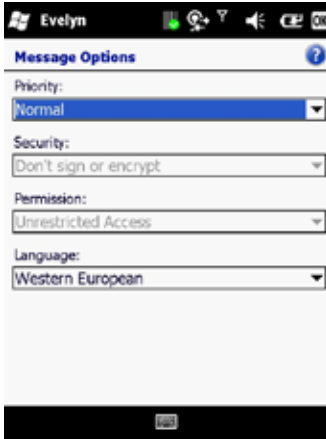 Evelyn
Message Options
Priority:
Normal
Security:
Don't sign or encrypt
Permission:
Unrestricted Access
Language:
Western European